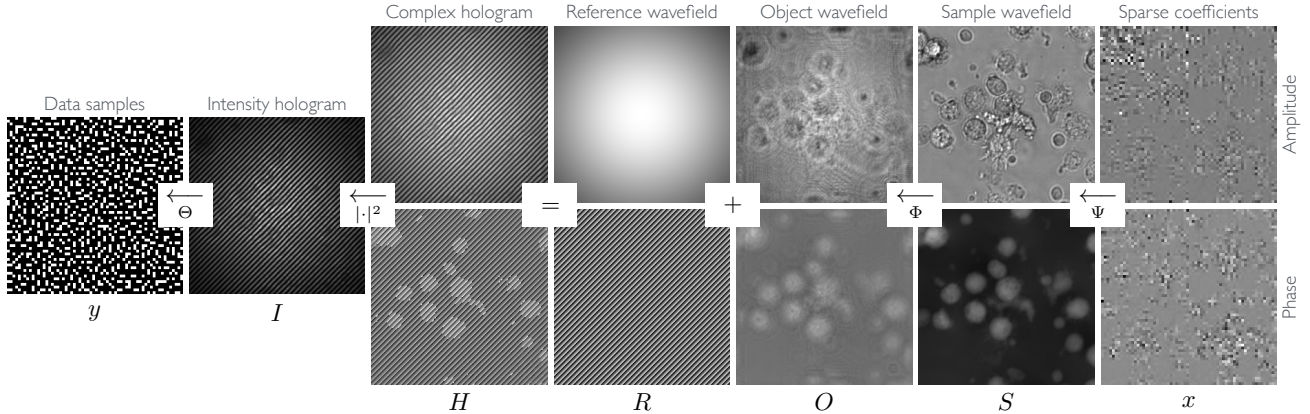 Complex hologram
Reference wavefield
Object wavefield
Sample wavefield
Sparse coefficients
Data samples
Intensity hologram
Amplitude
←
Θ
←
|·|²
=
+
←
Φ
←
Ψ
Phase
y
I
H
R
O
S
x